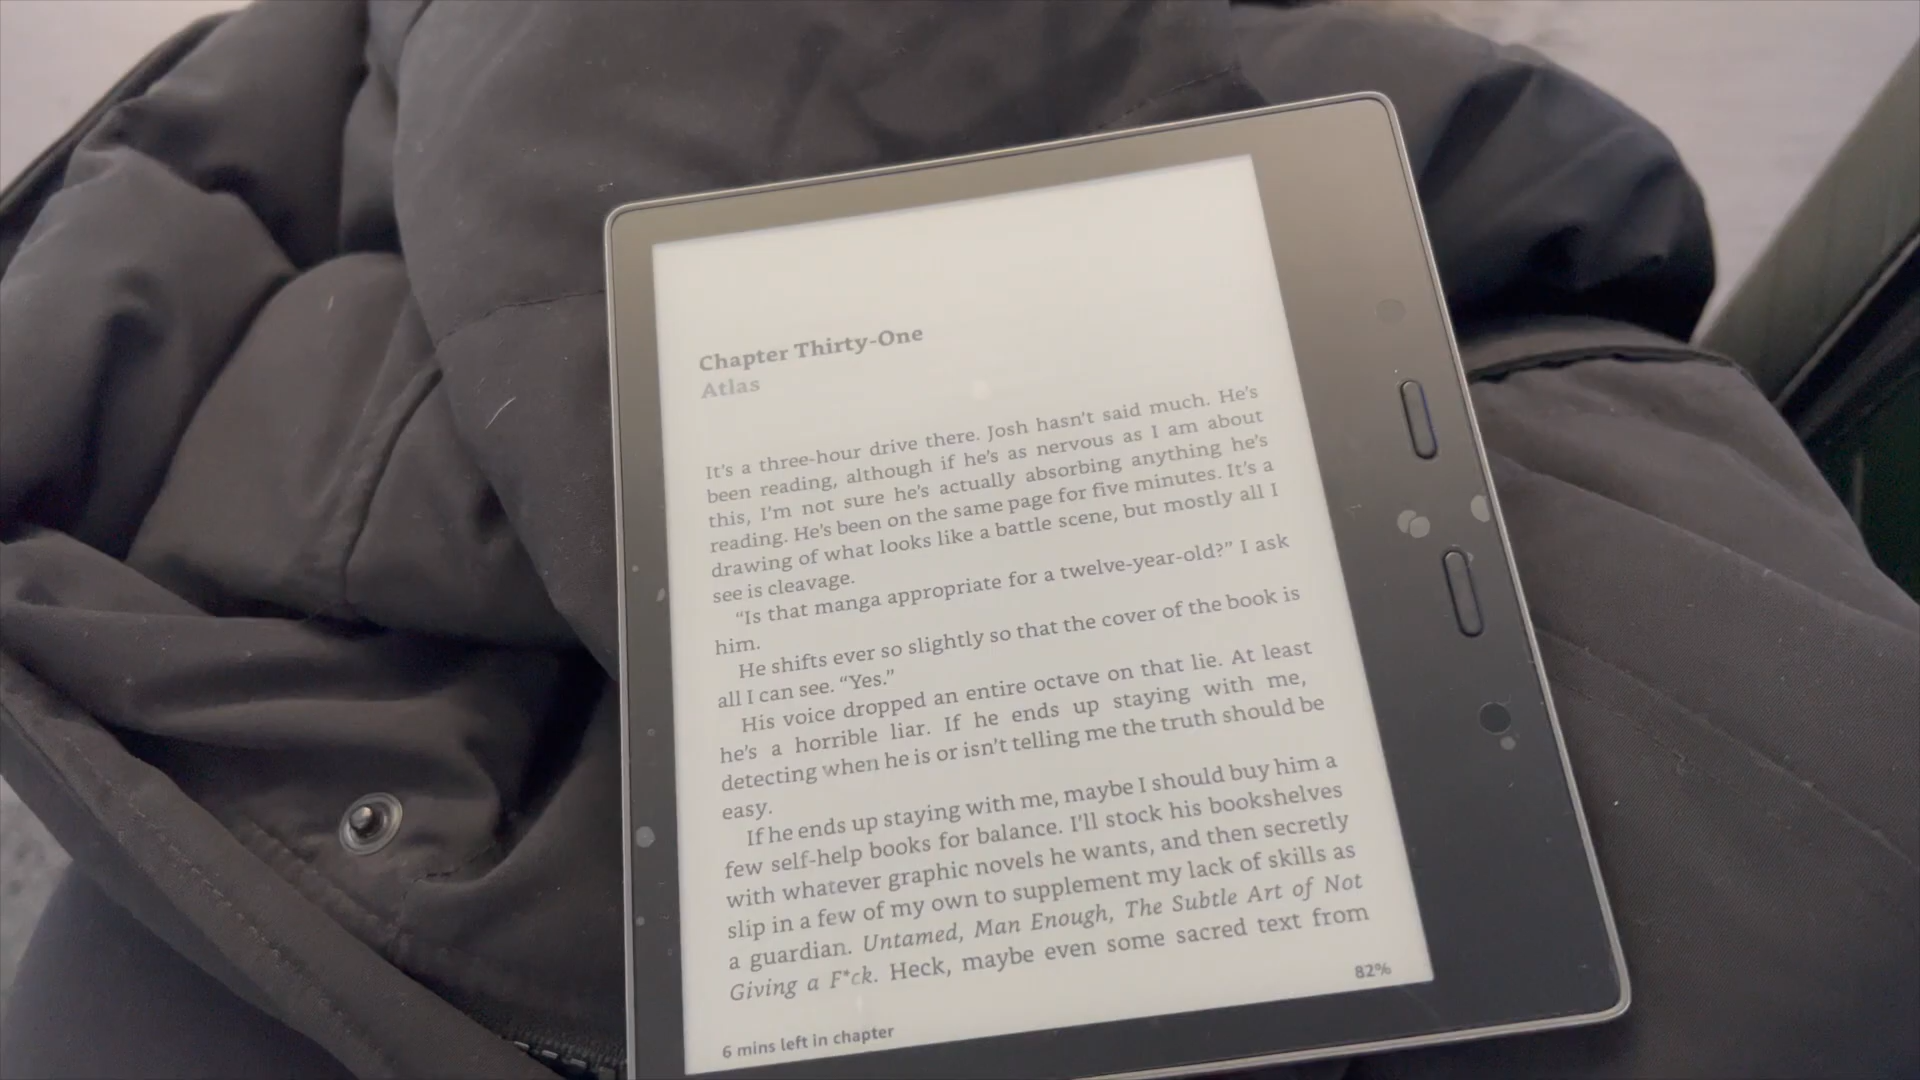 Chapter Thirty-One
Atlas
It's a three-hour drive there. Josh hasn't said much. He's
been reading, although if he's as nervous as I am about
this, I'm not sure he's actually absorbing anything he's
reading. He's been on the same page for five minutes. It's a
drawing of what looks like a battle scene, but mostly all I
see is cleavage.
“Is that manga appropriate for a twelve-year-old?” I ask
him.
He shifts ever so slightly so that the cover of the book is
all I can see. “Yes.”
His voice dropped an entire octave on that lie. At least
he's a horrible liar. If he ends up staying with me,
detecting when he is or isn't telling me the truth should be
easy.
If he ends up staying with me, maybe I should buy him a
few self-help books for balance. I'll stock his bookshelves
with whatever graphic novels he wants, and then secretly
slip in a few of my own to supplement my lack of skills as
a guardian. Untamed, Man Enough, The Subtle Art of Not
Giving a F*ck. Heck, maybe even some sacred text from
6 mins left in chapter
82%